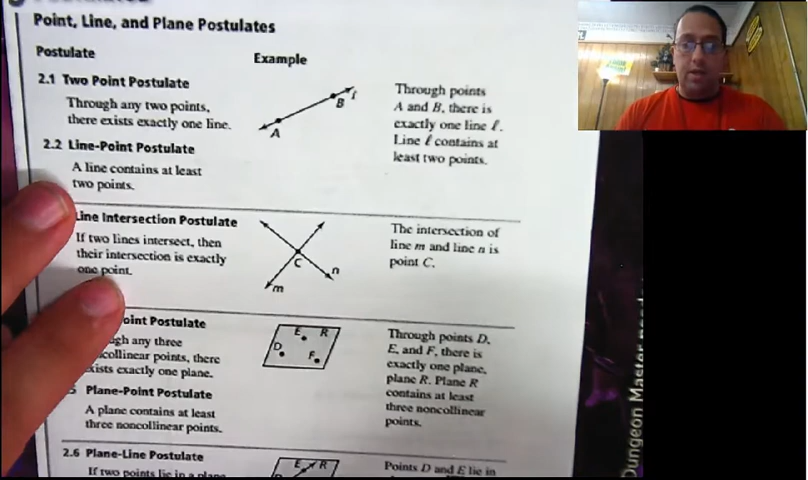 Point, Line, and Plane Postulates
Postulate
Example
2.1 Two Point Postulate
Through any two points,
there exists exactly one line.
A
B
ℓ
Through points
A and B, there is
exactly one line ℓ.
Line ℓ contains at
least two points.
2.2 Line-Point Postulate
A line contains at least
two points.
Line Intersection Postulate
If two lines intersect, then
their intersection is exactly
one point.
C
n
m
The intersection of
line m and line n is
point C.
oint Postulate
ugh any three
collinear points, there
xists exactly one plane.
E
R
D
F
Through points D,
E, and F, there is
exactly one plane,
plane R. Plane R
contains at least
three noncollinear
points.
5 Plane-Point Postulate
A plane contains at least
three noncollinear points.
2.6 Plane-Line Postulate
If two points lie in a plane
E
R
Points D and E lie in
Dungeon Master